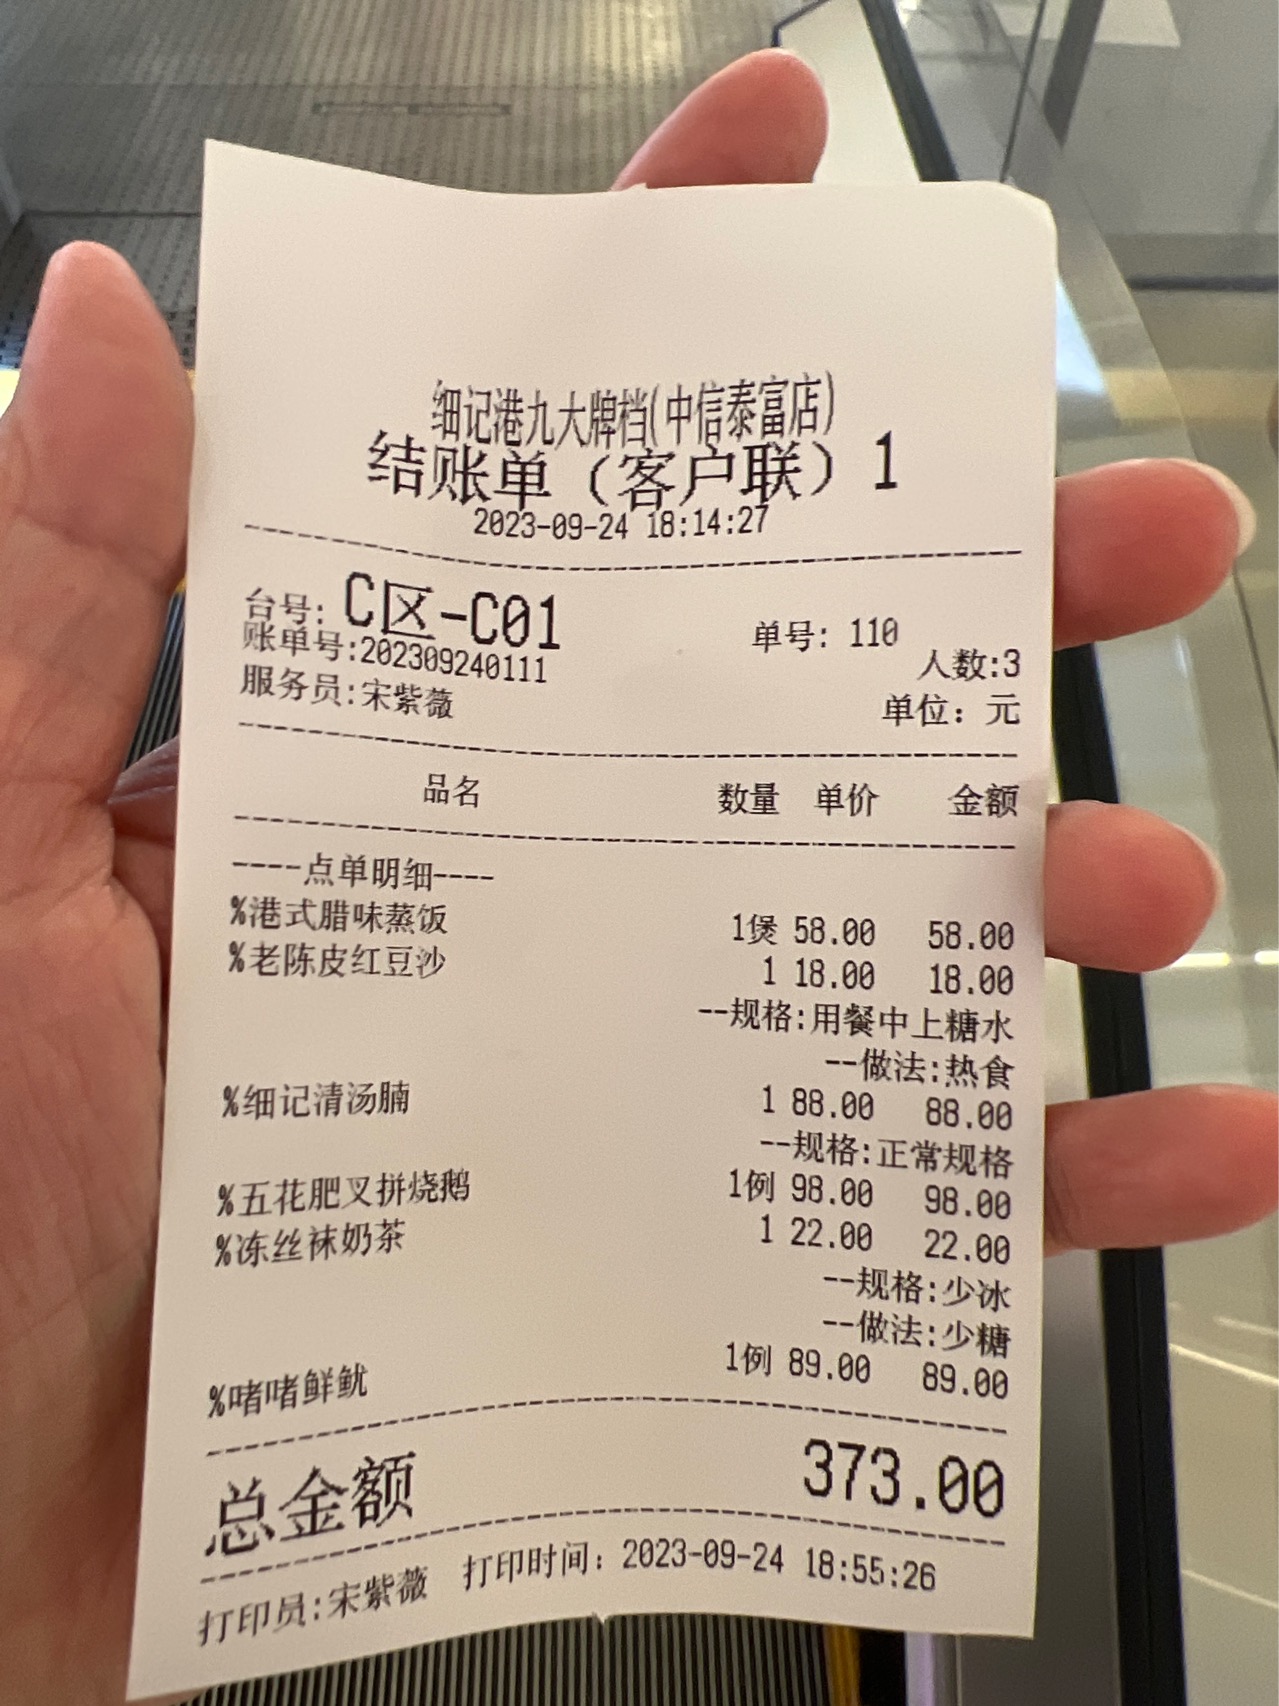 细记港九大牌档(中信泰富店)
结账单（客户联）1
2023-09-24 18:14:27
台号: C区-C01 单号: 110
账单号:202309240111 人数:3
服务员:宋紫薇 单位: 元
品名 数量 单价 金额
----点单明细----
%港式腊味蒸饭 1煲 58.00 58.00
%老陈皮红豆沙 1 18.00 18.00
--规格:用餐中上糖水
--做法:热食
%细记清汤腩 1 88.00 88.00
--规格:正常规格
%五花肥叉拼烧鹅 1例 98.00 98.00
%冻丝袜奶茶 1 22.00 22.00
--规格:少冰
--做法:少糖
%啫啫鲜鱿 1例 89.00 89.00
总金额 373.00
打印员:宋紫薇 打印时间: 2023-09-24 18:55:26